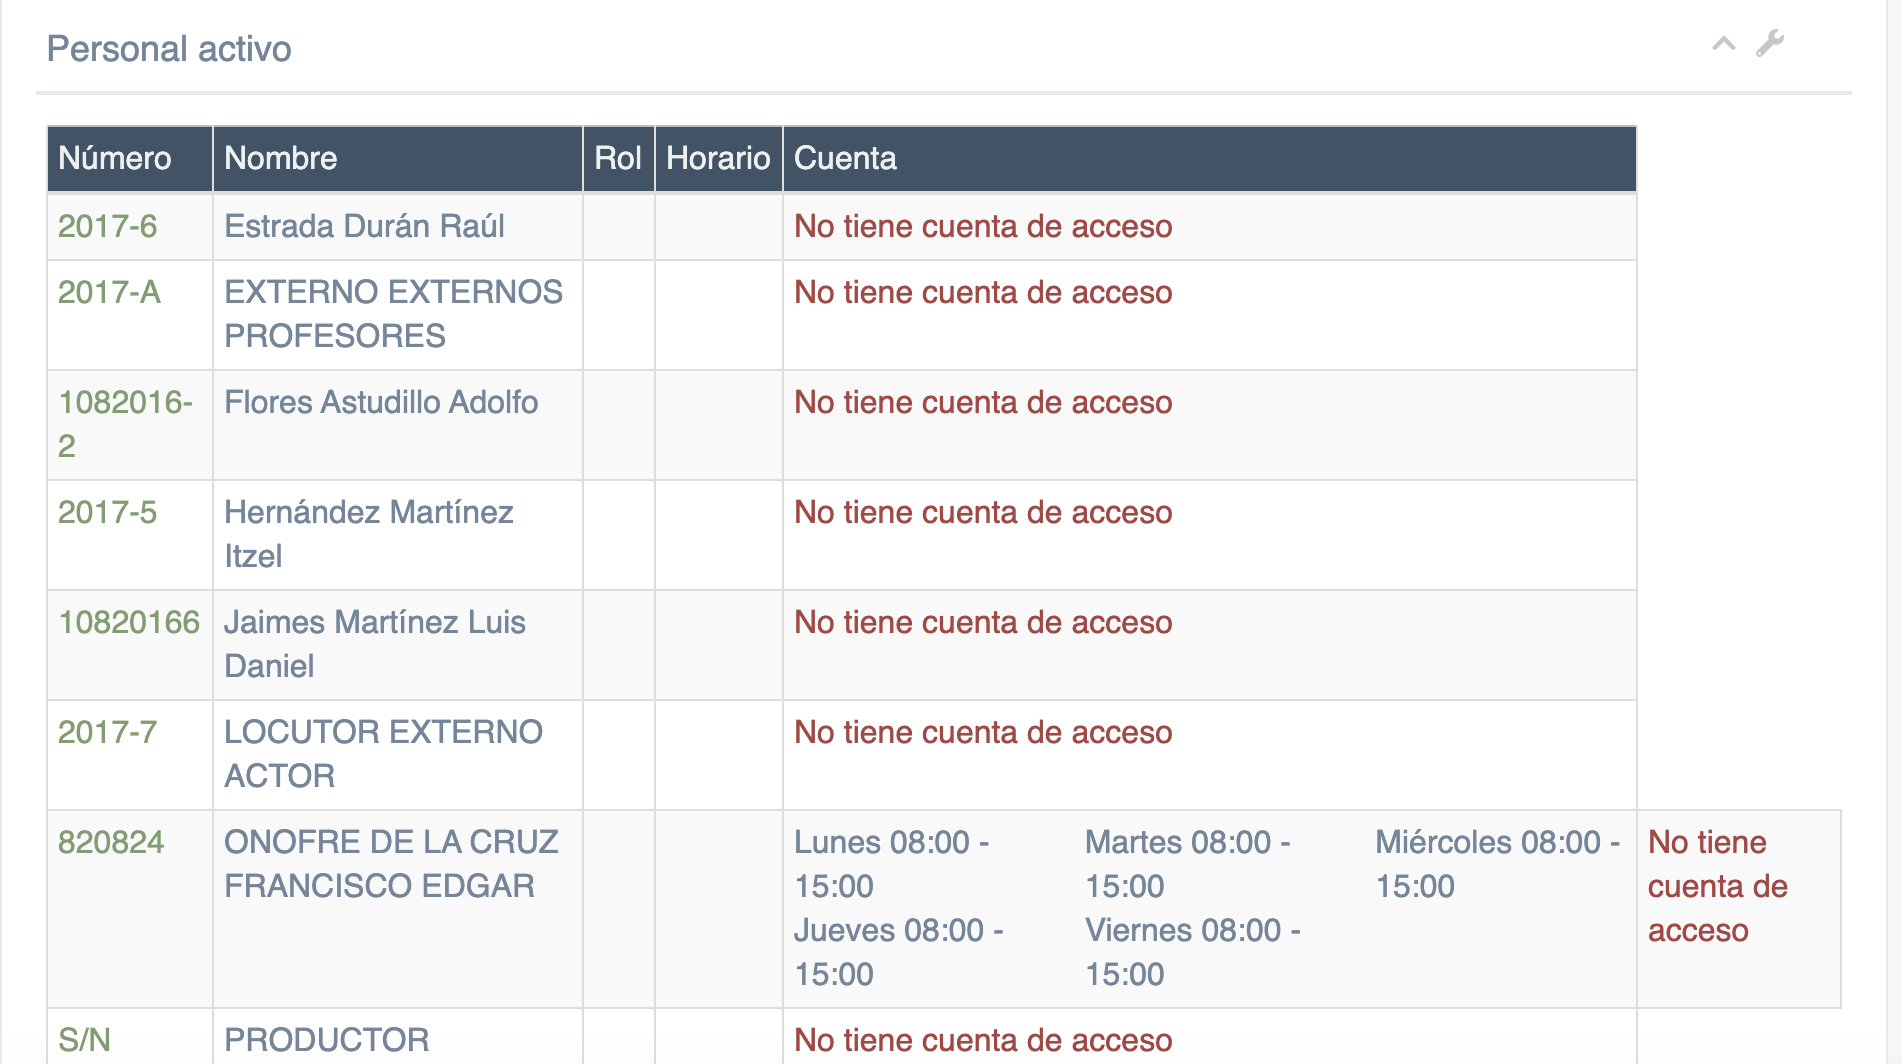 Personal activo
Número Nombre Rol Horario Cuenta
2017-6 Estrada Durán Raúl No tiene cuenta de acceso
2017-A EXTERNO EXTERNOS No tiene cuenta de acceso
PROFESORES
1082016- Flores Astudillo Adolfo No tiene cuenta de acceso
2
2017-5 Hernández Martínez No tiene cuenta de acceso
Itzel
10820166 Jaimes Martínez Luis No tiene cuenta de acceso
Daniel
2017-7 LOCUTOR EXTERNO No tiene cuenta de acceso
ACTOR
820824 ONOFRE DE LA CRUZ Lunes 08:00 - Martes 08:00 - Miércoles 08:00 - No tiene
FRANCISCO EDGAR 15:00 15:00 15:00 cuenta de
Jueves 08:00 - Viernes 08:00 - acceso
15:00 15:00
S/N PRODUCTOR No tiene cuenta de acceso